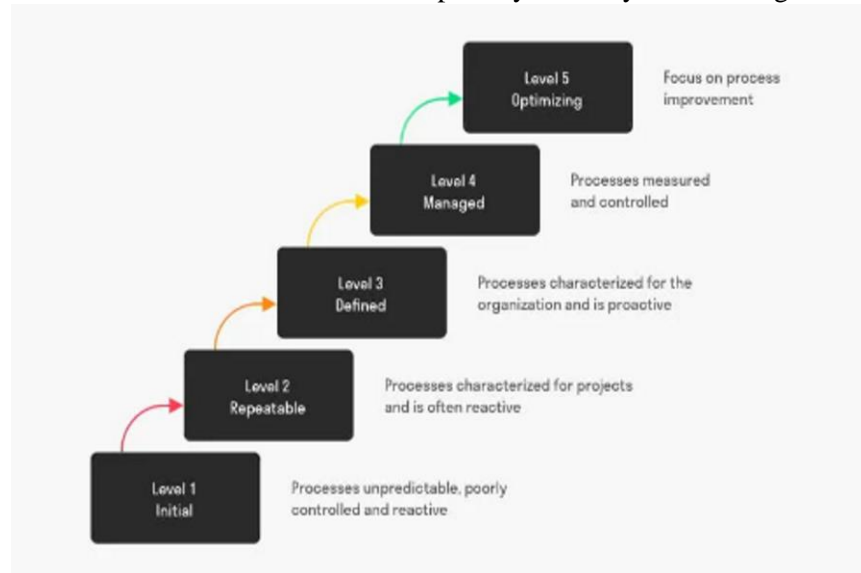 Level 5
Optimizing
Focus on process
improvement
Level 4
Managed
Processes measured
and controlled
Level 3
Defined
Processes characterized for the
organization and is proactive
Level 2
Repeatable
Processes characterized for projects
and is often reactive
Level 1
Initial
Processes unpredictable, poorly
controlled and reactive